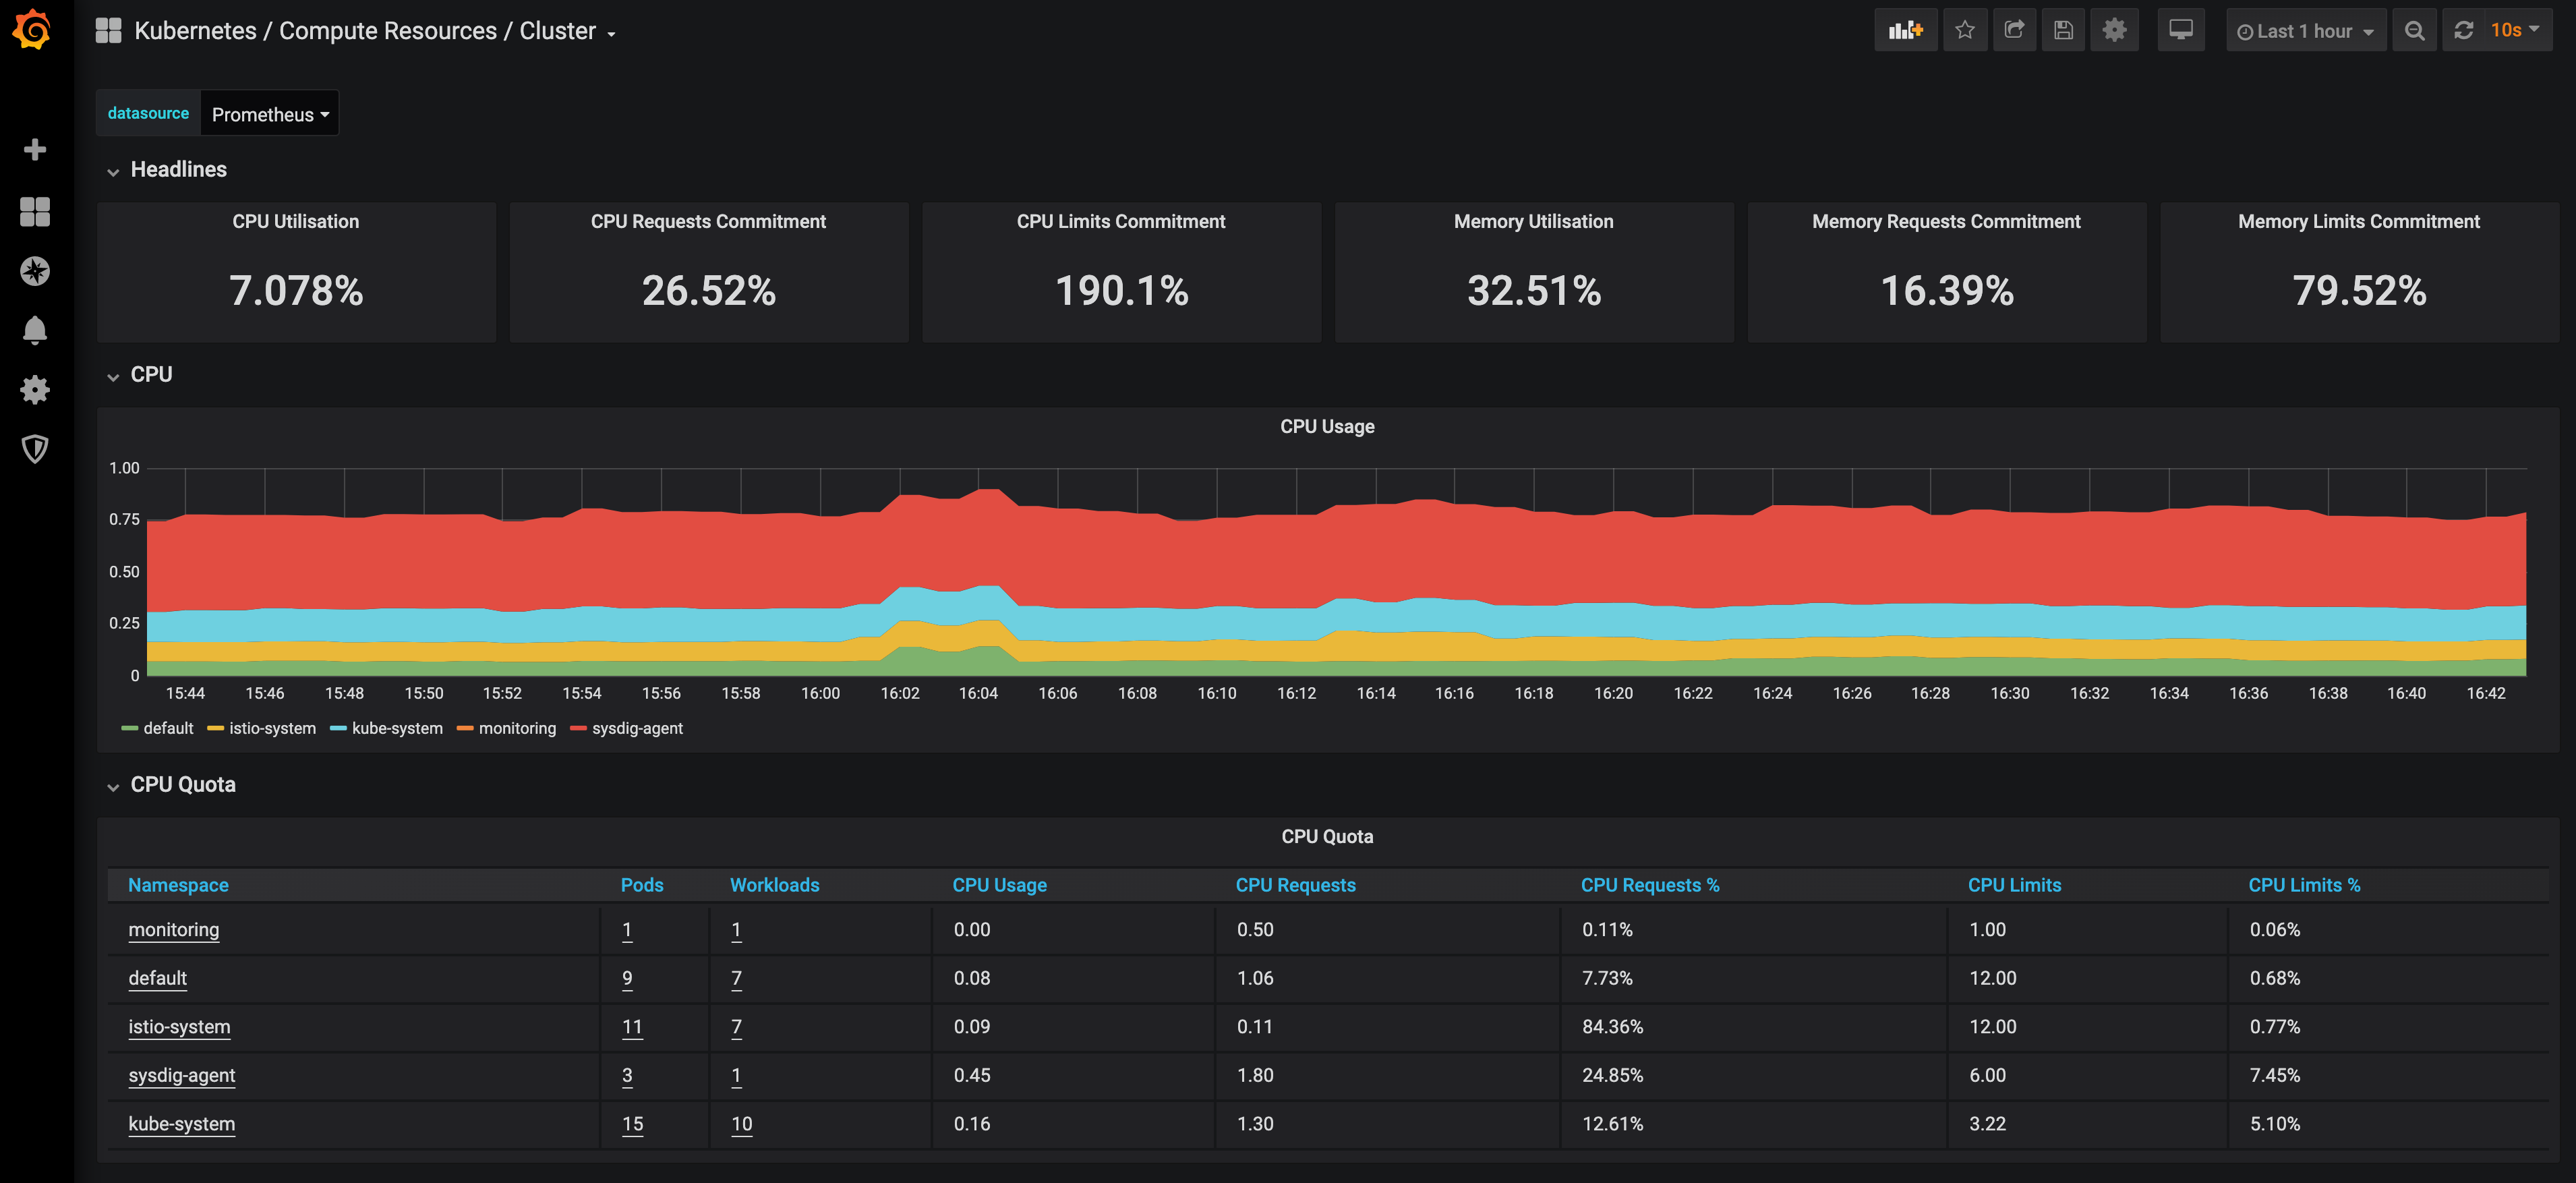 Kubernetes / Compute Resources / Cluster
Last 1 hour
10s
datasource Prometheus
Headlines
CPU Utilisation
7.078%
CPU Requests Commitment
26.52%
CPU Limits Commitment
190.1%
Memory Utilisation
32.51%
Memory Requests Commitment
16.39%
Memory Limits Commitment
79.52%
CPU
CPU Usage
1.00
0.75
0.50
0.25
0
15:44 15:46 15:48 15:50 15:52 15:54 15:56 15:58 16:00 16:02 16:04 16:06 16:08 16:10 16:12 16:14 16:16 16:18 16:20 16:22 16:24 16:26 16:28 16:30 16:32 16:34 16:36 16:38 16:40 16:42
default istio-system kube-system monitoring sysdig-agent
CPU Quota
CPU Quota
Namespace Pods Workloads CPU Usage CPU Requests CPU Requests % CPU Limits CPU Limits %
monitoring 1 1 0.00 0.50 0.11% 1.00 0.06%
default 9 7 0.08 1.06 7.73% 12.00 0.68%
istio-system 11 7 0.09 0.11 84.36% 12.00 0.77%
sysdig-agent 3 1 0.45 1.80 24.85% 6.00 7.45%
kube-system 15 10 0.16 1.30 12.61% 3.22 5.10%